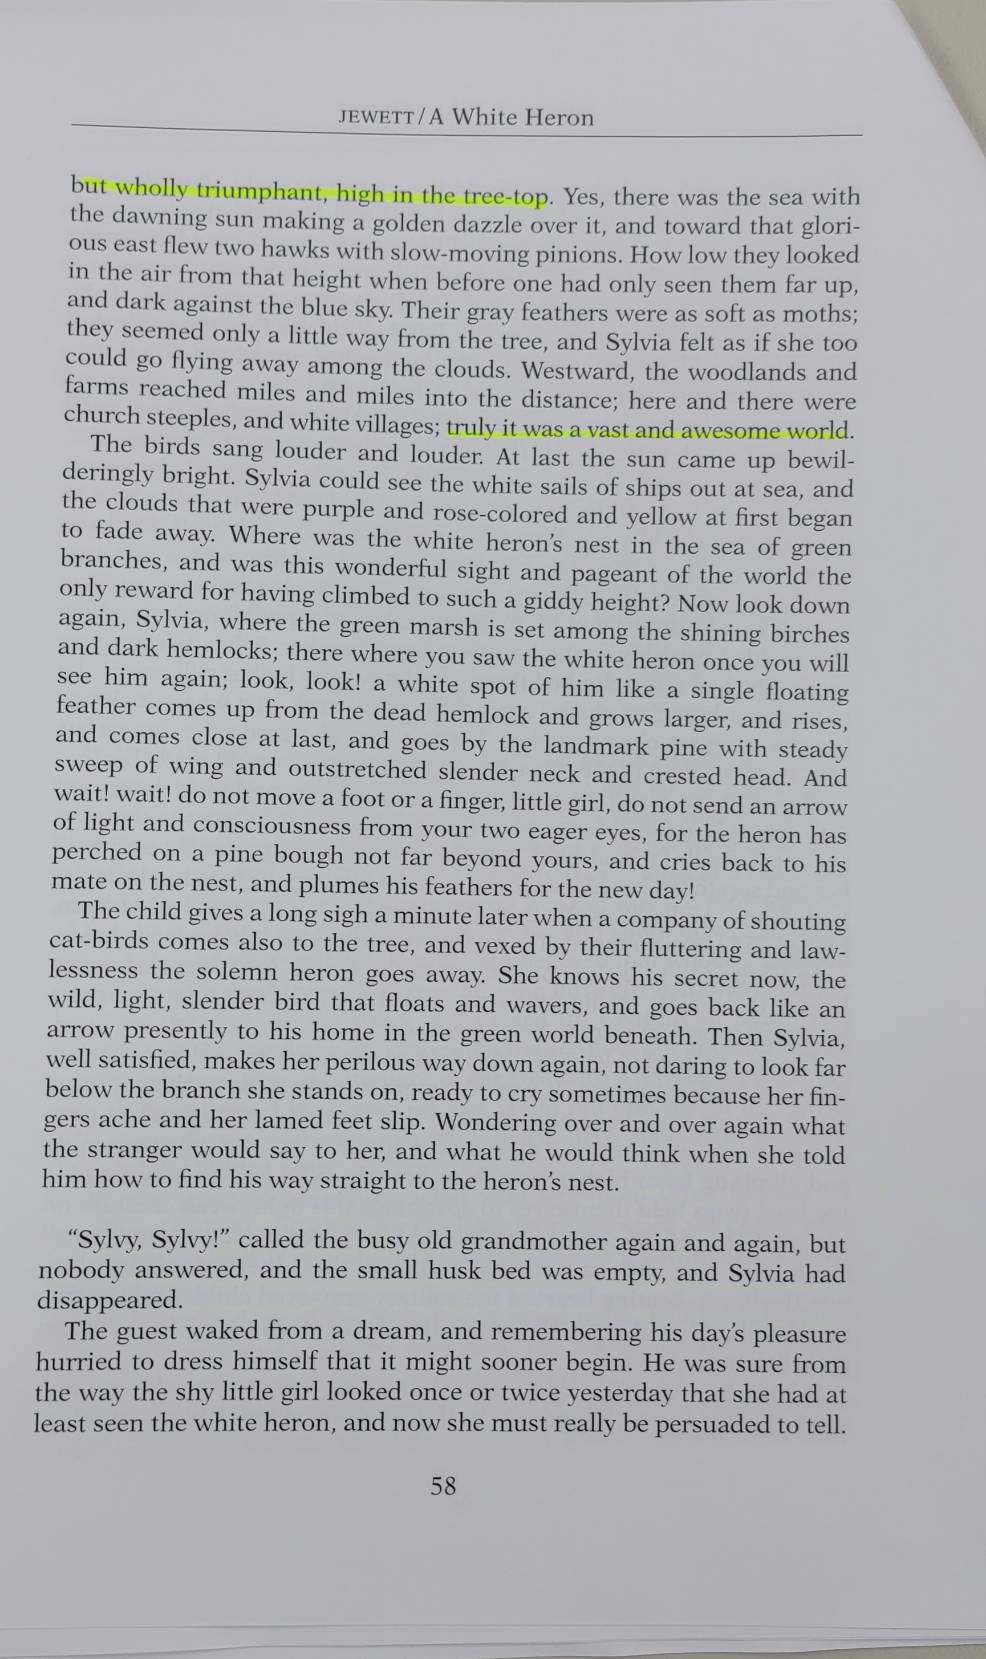 JEWETT/A White Heron
but wholly triumphant, high in the tree-top. Yes, there was the sea with
the dawning sun making a golden dazzle over it, and toward that glori-
ous east flew two hawks with slow-moving pinions. How low they looked
in the air from that height when before one had only seen them far up,
and dark against the blue sky. Their gray feathers were as soft as moths;
they seemed only a little way from the tree, and Sylvia felt as if she too
could go flying away among the clouds. Westward, the woodlands and
farms reached miles and miles into the distance; here and there were
church steeples, and white villages; truly it was a vast and awesome world.
The birds sang louder and louder. At last the sun came up bewil-
deringly bright. Sylvia could see the white sails of ships out at sea, and
the clouds that were purple and rose-colored and yellow at first began
to fade away. Where was the white heron's nest in the sea of green
branches, and was this wonderful sight and pageant of the world the
only reward for having climbed to such a giddy height? Now look down
again, Sylvia, where the green marsh is set among the shining birches
and dark hemlocks; there where you saw the white heron once you will
see him again; look, look! a white spot of him like a single floating
feather comes up from the dead hemlock and grows larger, and rises,
and comes close at last, and goes by the landmark pine with steady
sweep of wing and outstretched slender neck and crested head. And
wait! wait! do not move a foot or a finger, little girl, do not send an arrow
of light and consciousness from your two eager eyes, for the heron has
perched on a pine bough not far beyond yours, and cries back to his
mate on the nest, and plumes his feathers for the new day!
The child gives a long sigh a minute later when a company of shouting
cat-birds comes also to the tree, and vexed by their fluttering and law-
lessness the solemn heron goes away. She knows his secret now, the
wild, light, slender bird that floats and wavers, and goes back like an
arrow presently to his home in the green world beneath. Then Sylvia,
well satisfied, makes her perilous way down again, not daring to look far
below the branch she stands on, ready to cry sometimes because her fin-
gers ache and her lamed feet slip. Wondering over and over again what
the stranger would say to her, and what he would think when she told
him how to find his way straight to the heron's nest.
“Sylvy, Sylvy!” called the busy old grandmother again and again, but
nobody answered, and the small husk bed was empty, and Sylvia had
disappeared.
The guest waked from a dream, and remembering his day's pleasure
hurried to dress himself that it might sooner begin. He was sure from
the way the shy little girl looked once or twice yesterday that she had at
least seen the white heron, and now she must really be persuaded to tell.
58